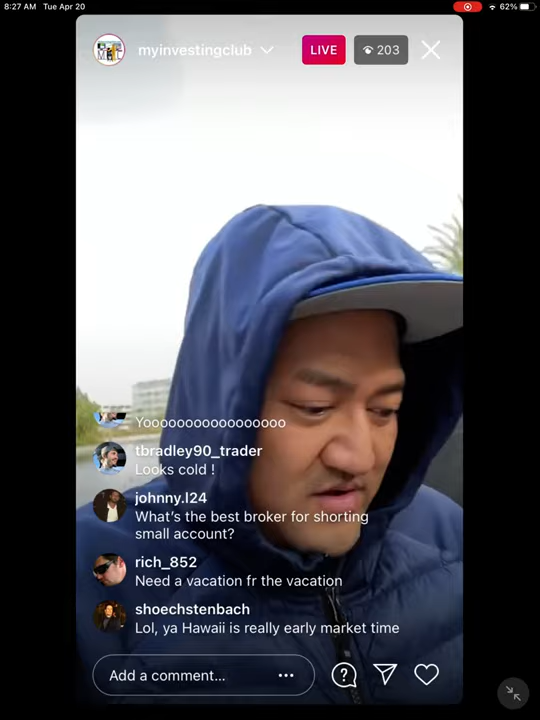 8:27 AM Tue Apr 20
62%
myinvestingclub
LIVE
203
Yooooooooooooooooo
tbradley90_trader
Looks cold !
johnny.l24
What's the best broker for shorting
small account?
rich_852
Need a vacation fr the vacation
shoechstenbach
Lol, ya Hawaii is really early market time
Add a comment...